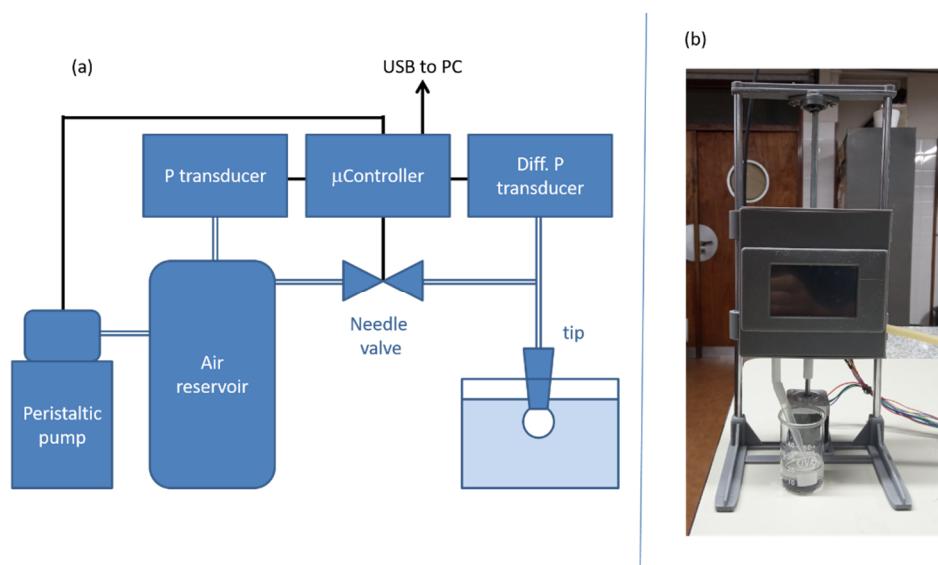 (a)
USB to PC
P transducer
μController
Diff. P
transducer
Needle
valve
tip
Air
reservoir
Peristaltic
pump
(b)